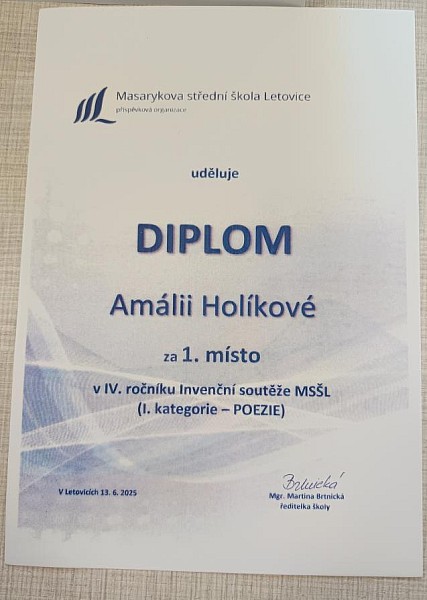 Masarykova střední škola Letovice
příspěvková organizace
uděluje
DIPLOM
Amálii Holíkové
za 1. místo
v IV. ročníku Invenční soutěže MSŠL
(I. kategorie – POEZIE)
V Letovicích 13. 6. 2025
Brtnická
Mgr. Martina Brtnická
ředitelka školy